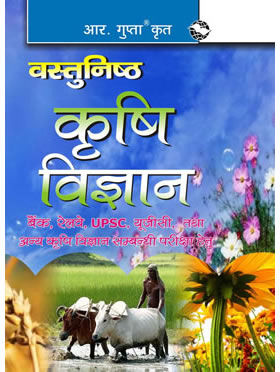 आर. गुप्ता® कृत
वस्तुनिष्ठ
कृषि
विज्ञान
बैंक, रेलवे, UPSC, यूजीसी, तथा
अन्य कृषि विज्ञान सम्बन्धी परीक्षा हेतु